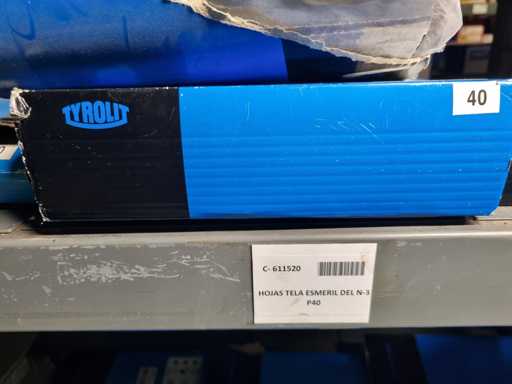 TYROLIT
40
C- 611520
HOJAS TELA ESMERIL DEL N-3
P40